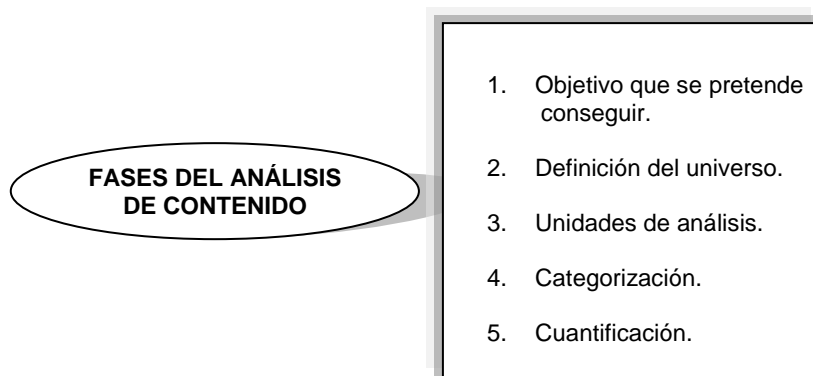 FASES DEL ANÁLISIS
DE CONTENIDO
1. Objetivo que se pretende
conseguir.
2. Definición del universo.
3. Unidades de análisis.
4. Categorización.
5. Cuantificación.